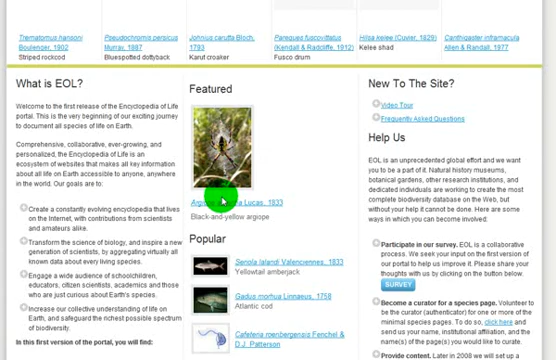 Trematomus hansoni
Boulenger, 1902
Striped rockcod
Pseudochromis persicus
Murray, 1887
Bluespotted dottyback
Johnius carutta Bloch,
1793
Karut croaker
Pareques fuscovittatus
(Kendall & Radcliffe, 1912)
Fusco drum
Hilsa kelee (Cuvier, 1829)
Kelee shad
Canthigaster inframacula
Allen & Randall, 1977
What is EOL?
Welcome to the first release of the Encyclopedia of Life
portal. This is the very beginning of our exciting journey
to document all species of life on Earth.
Comprehensive, collaborative, ever-growing, and
personalized, the Encyclopedia of Life is an
ecosystem of websites that makes all key information
about all life on Earth accessible to anyone, anywhere
in the world. Our goals are to:
Create a constantly evolving encyclopedia that lives
on the Internet, with contributions from scientists
and amateurs alike.
Transform the science of biology, and inspire a new
generation of scientists, by aggregating virtually all
known data about every living species.
Engage a wide audience of schoolchildren,
educators, citizen scientists, academics and those
who are just curious about Earth's species.
Increase our collective understanding of life on
Earth, and safeguard the richest possible spectrum
of biodiversity.
In this first version of the portal, you will find:
Featured
Lucas, 1833
Black-and-yellow argiope
Popular
Seriola lalandi Valenciennes, 1833
Yellowtail amberjack
Gadus morhua Linnaeus, 1758
Atlantic cod
Cafeteria roenbergensis Fenchel &
D.J. Patterson
New To The Site?
Video Tour
Frequently Asked Questions
Help Us
EOL is an unprecedented global effort and we want
you to be a part of it. Natural history museums,
botanical gardens, other research institutions, and
dedicated individuals are working to create the most
complete biodiversity database on the Web, but
without your help it cannot be done. Here are some
ways in which you can become involved:
Participate in our survey. EOL is a collaborative
process. We seek your input on the first version of
our portal to help us improve it. Please share your
thoughts with us by clicking on the button below.
SURVEY
Become a curator for a species page. Volunteer to
be the curator (authenticator) for one or more of the
minimal species pages. To do so, click here and
send us your name, institutional affiliation, and the
name(s) of the page(s) you would like to curate.
Provide content. Later in 2008 we will set up a